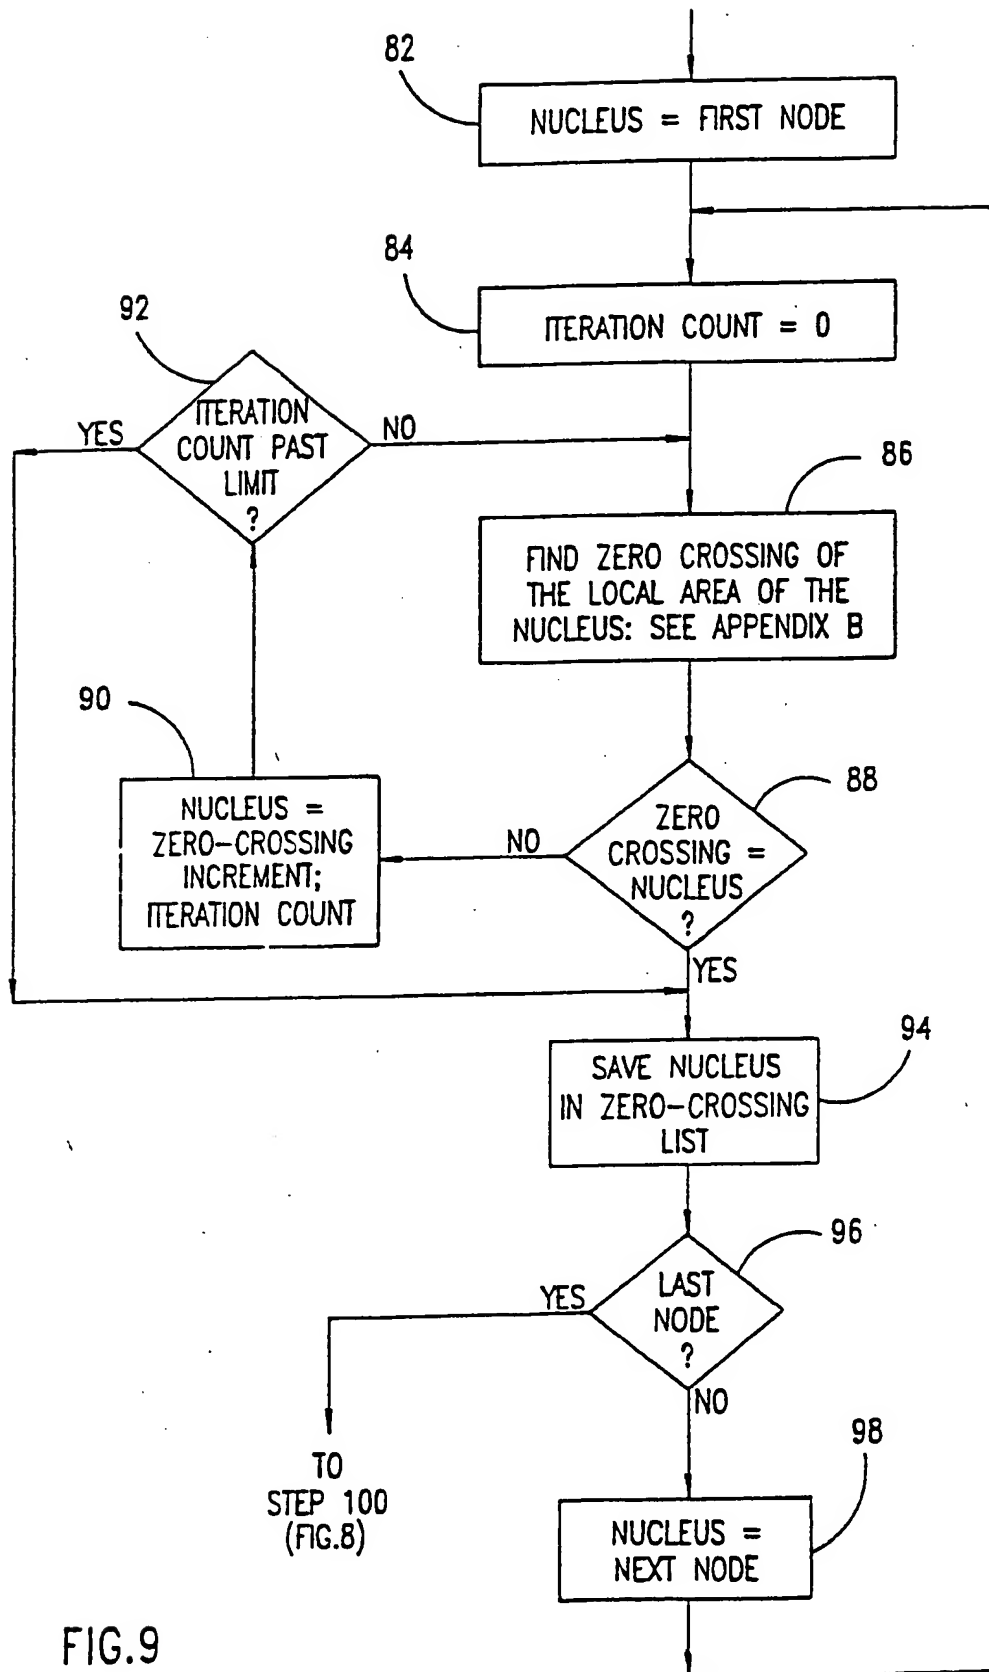 82
NUCLEUS = FIRST NODE
84
ITERATION COUNT = 0
92
ITERATION
COUNT PAST
LIMIT
?
YES
NO
86
FIND ZERO CROSSING OF
THE LOCAL AREA OF THE
NUCLEUS: SEE APPENDIX B
90
NUCLEUS =
ZERO-CROSSING
INCREMENT;
ITERATION COUNT
88
ZERO
CROSSING =
NUCLEUS
?
NO
YES
94
SAVE NUCLEUS
IN ZERO-CROSSING
LIST
96
LAST
NODE
?
YES
NO
TO
STEP 100
(FIG.8)
98
NUCLEUS =
NEXT NODE
FIG.9